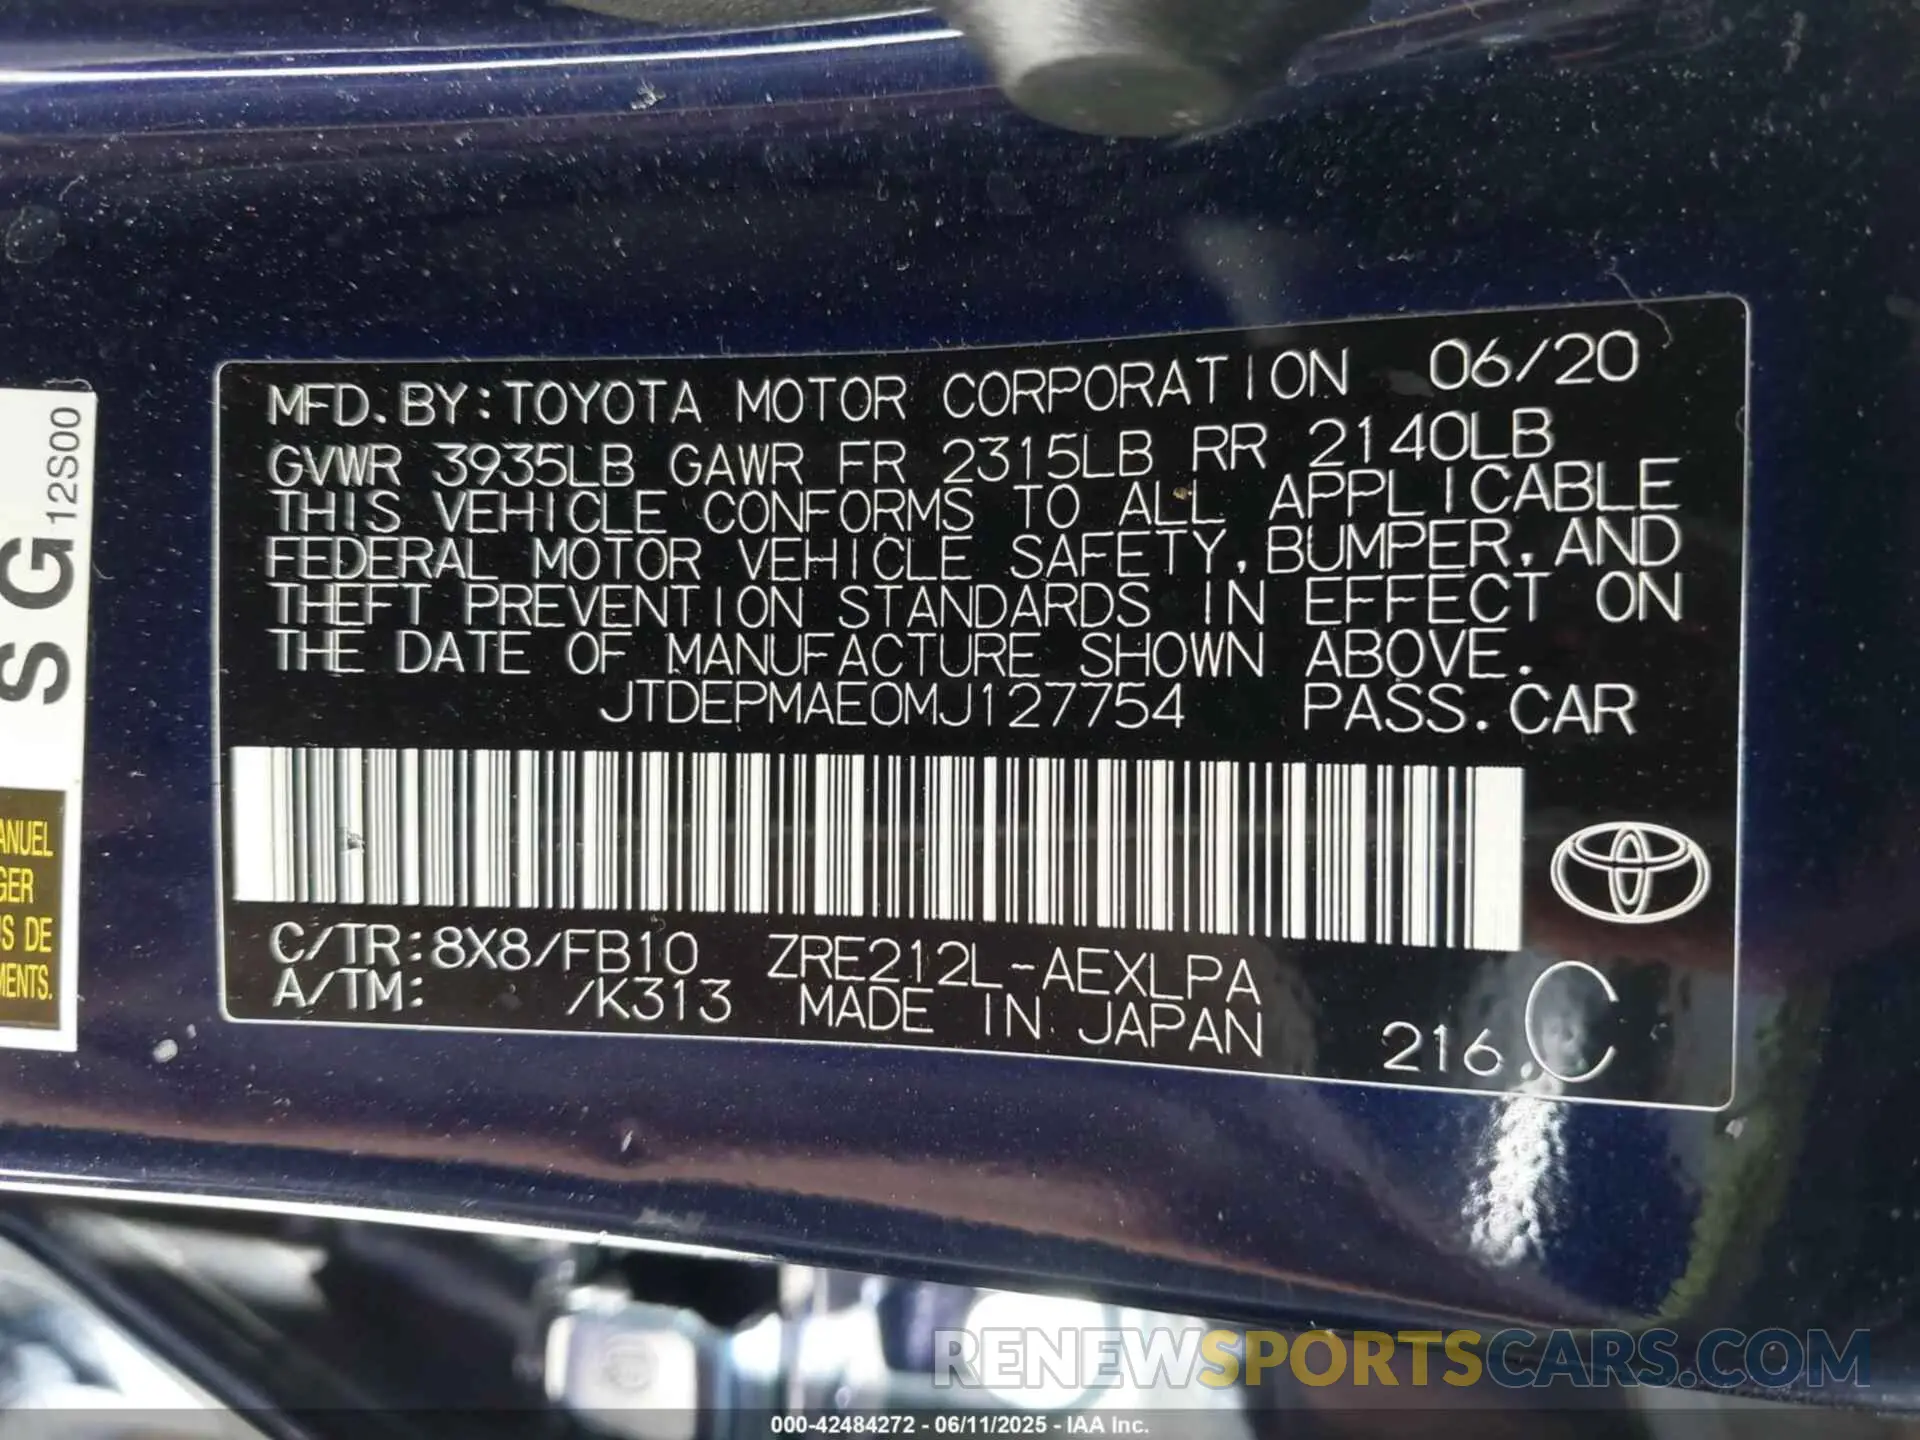 MFD. BY: TOYOTA MOTOR CORPORATION 06/20
GVWR 3935LB GAWR FR 2315LB RR 2140LB
THIS VEHICLE CONFORMS TO ALL APPLICABLE
FEDERAL MOTOR VEHICLE SAFETY, BUMPER, AND
THEFT PREVENTION STANDARDS IN EFFECT ON
THE DATE OF MANUFACTURE SHOWN ABOVE.
JTDEPMAE0MJ127754 PASS. CAR
C/TR: 8X8/FB10 ZRE212L-AEXLPA
A/TM: /K313 MADE IN JAPAN 216.C
SG 12S00
ANUEL
GER
S DE
MENTS.
RENEWSPORTSCARS.COM
000-42484272 - 06/11/2025 - IAA Inc.